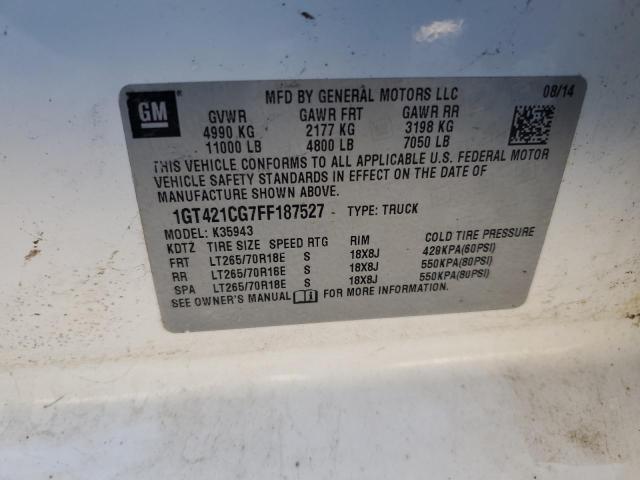 MFD BY GENERAL MOTORS LLC 08/14
GM
GVWR GAWR FRT GAWR RR
4990 KG 2177 KG 3198 KG
11000 LB 4800 LB 7050 LB
THIS VEHICLE CONFORMS TO ALL APPLICABLE U.S. FEDERAL MOTOR
VEHICLE SAFETY STANDARDS IN EFFECT ON THE DATE OF
MANUFACTURE SHOWN ABOVE.
1GT421CG7FF187527 TYPE: TRUCK
MODEL: K35943
KDTZ TIRE SIZE SPEED RTG RIM COLD TIRE PRESSURE
FRT LT265/70R18E S 18X8J 420KPA(60PSI)
RR LT265/70R18E S 18X8J 550KPA(80PSI)
SPA LT265/70R18E S 18X8J 550KPA(80PSI)
SEE OWNER'S MANUAL FOR MORE INFORMATION.